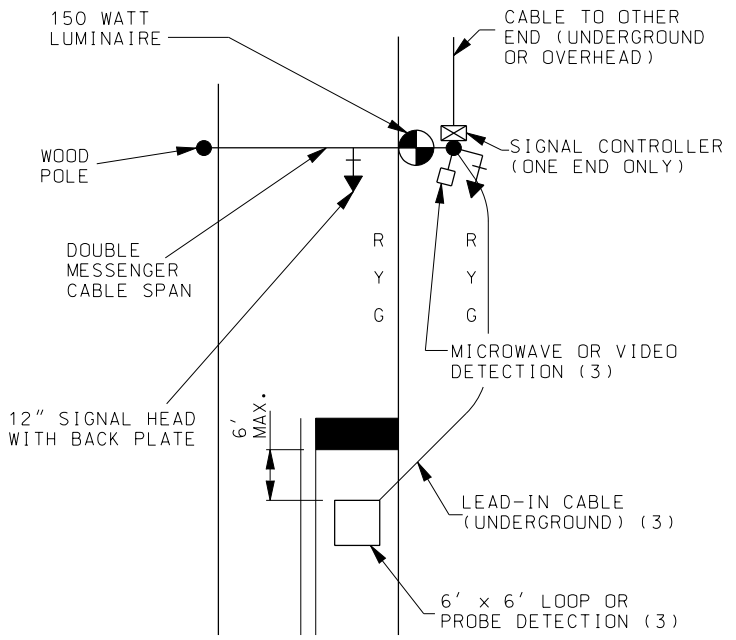 150 WATT
LUMINAIRE
CABLE TO OTHER
END (UNDERGROUND
OR OVERHEAD)
WOOD
POLE
SIGNAL CONTROLLER
(ONE END ONLY)
DOUBLE
MESSENGER
CABLE SPAN
R
Y
G
R
Y
G
MICROWAVE OR VIDEO
DETECTION (3)
12" SIGNAL HEAD
WITH BACK PLATE
6'
MAX.
LEAD-IN CABLE
(UNDERGROUND) (3)
6' x 6' LOOP OR
PROBE DETECTION (3)